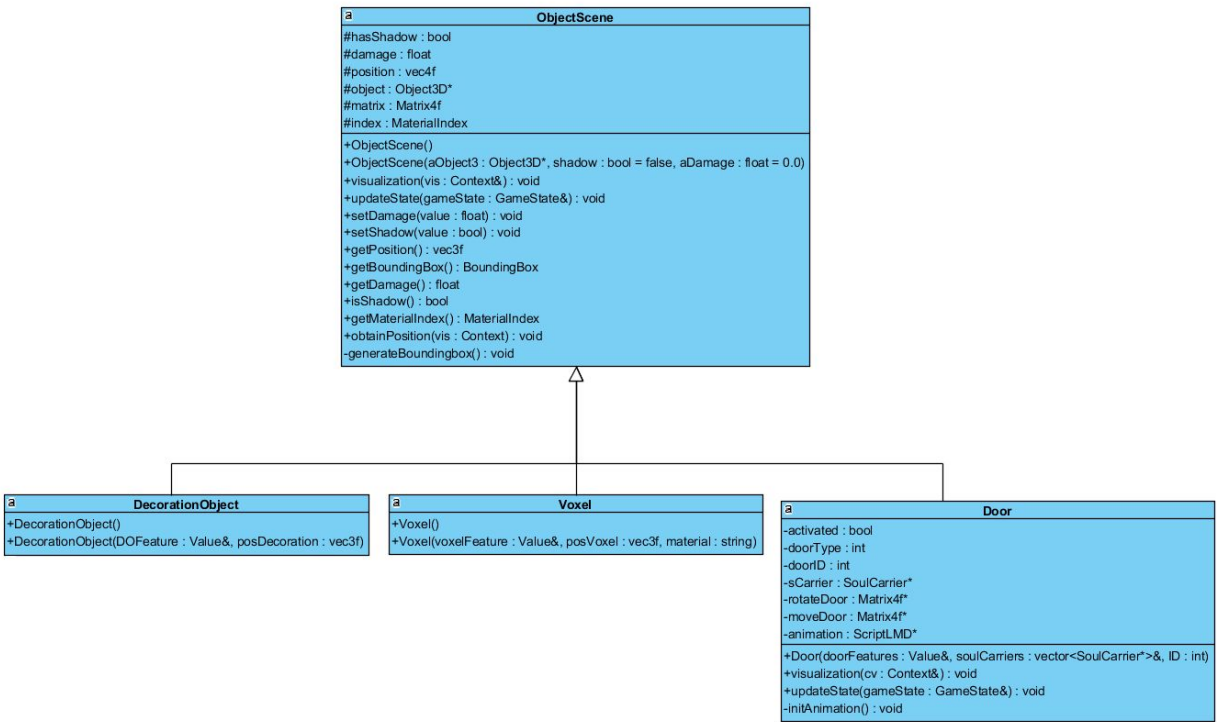 a
ObjectScene
#hasShadow : bool
#damage : float
#position : vec4f
#object : Object3D*
#matrix : Matrix4f
#index : MaterialIndex
+ObjectScene()
+ObjectScene(aObject3 : Object3D*, shadow : bool = false, aDamage : float = 0.0)
+visualization(vis : Context&) : void
+updateState(gameState : GameState&) : void
+setDamage(value : float) : void
+setShadow(value : bool) : void
+getPosition() : vec3f
+getBoundingBox() : BoundingBox
+getDamage() : float
+isShadow() : bool
+getMaterialIndex() : MaterialIndex
+obtainPosition(vis : Context) : void
-generateBoundingbox() : void
a
DecorationObject
+DecorationObject()
+DecorationObject(DOFeature : Value&, posDecoration : vec3f)
a
Voxel
+Voxel()
+Voxel(voxelFeature : Value&, posVoxel : vec3f, material : string)
a
Door
-activated : bool
-doorType : int
-doorID : int
-sCarrier : SoulCarrier*
-rotateDoor : Matrix4f*
-moveDoor : Matrix4f*
-animation : ScriptLMD*
+Door(doorFeatures : Value&, soulCarriers : vector<SoulCarrier*>&, ID : int)
+visualization(cv : Context&) : void
+updateState(gameState : GameState&) : void
-initAnimation() : void